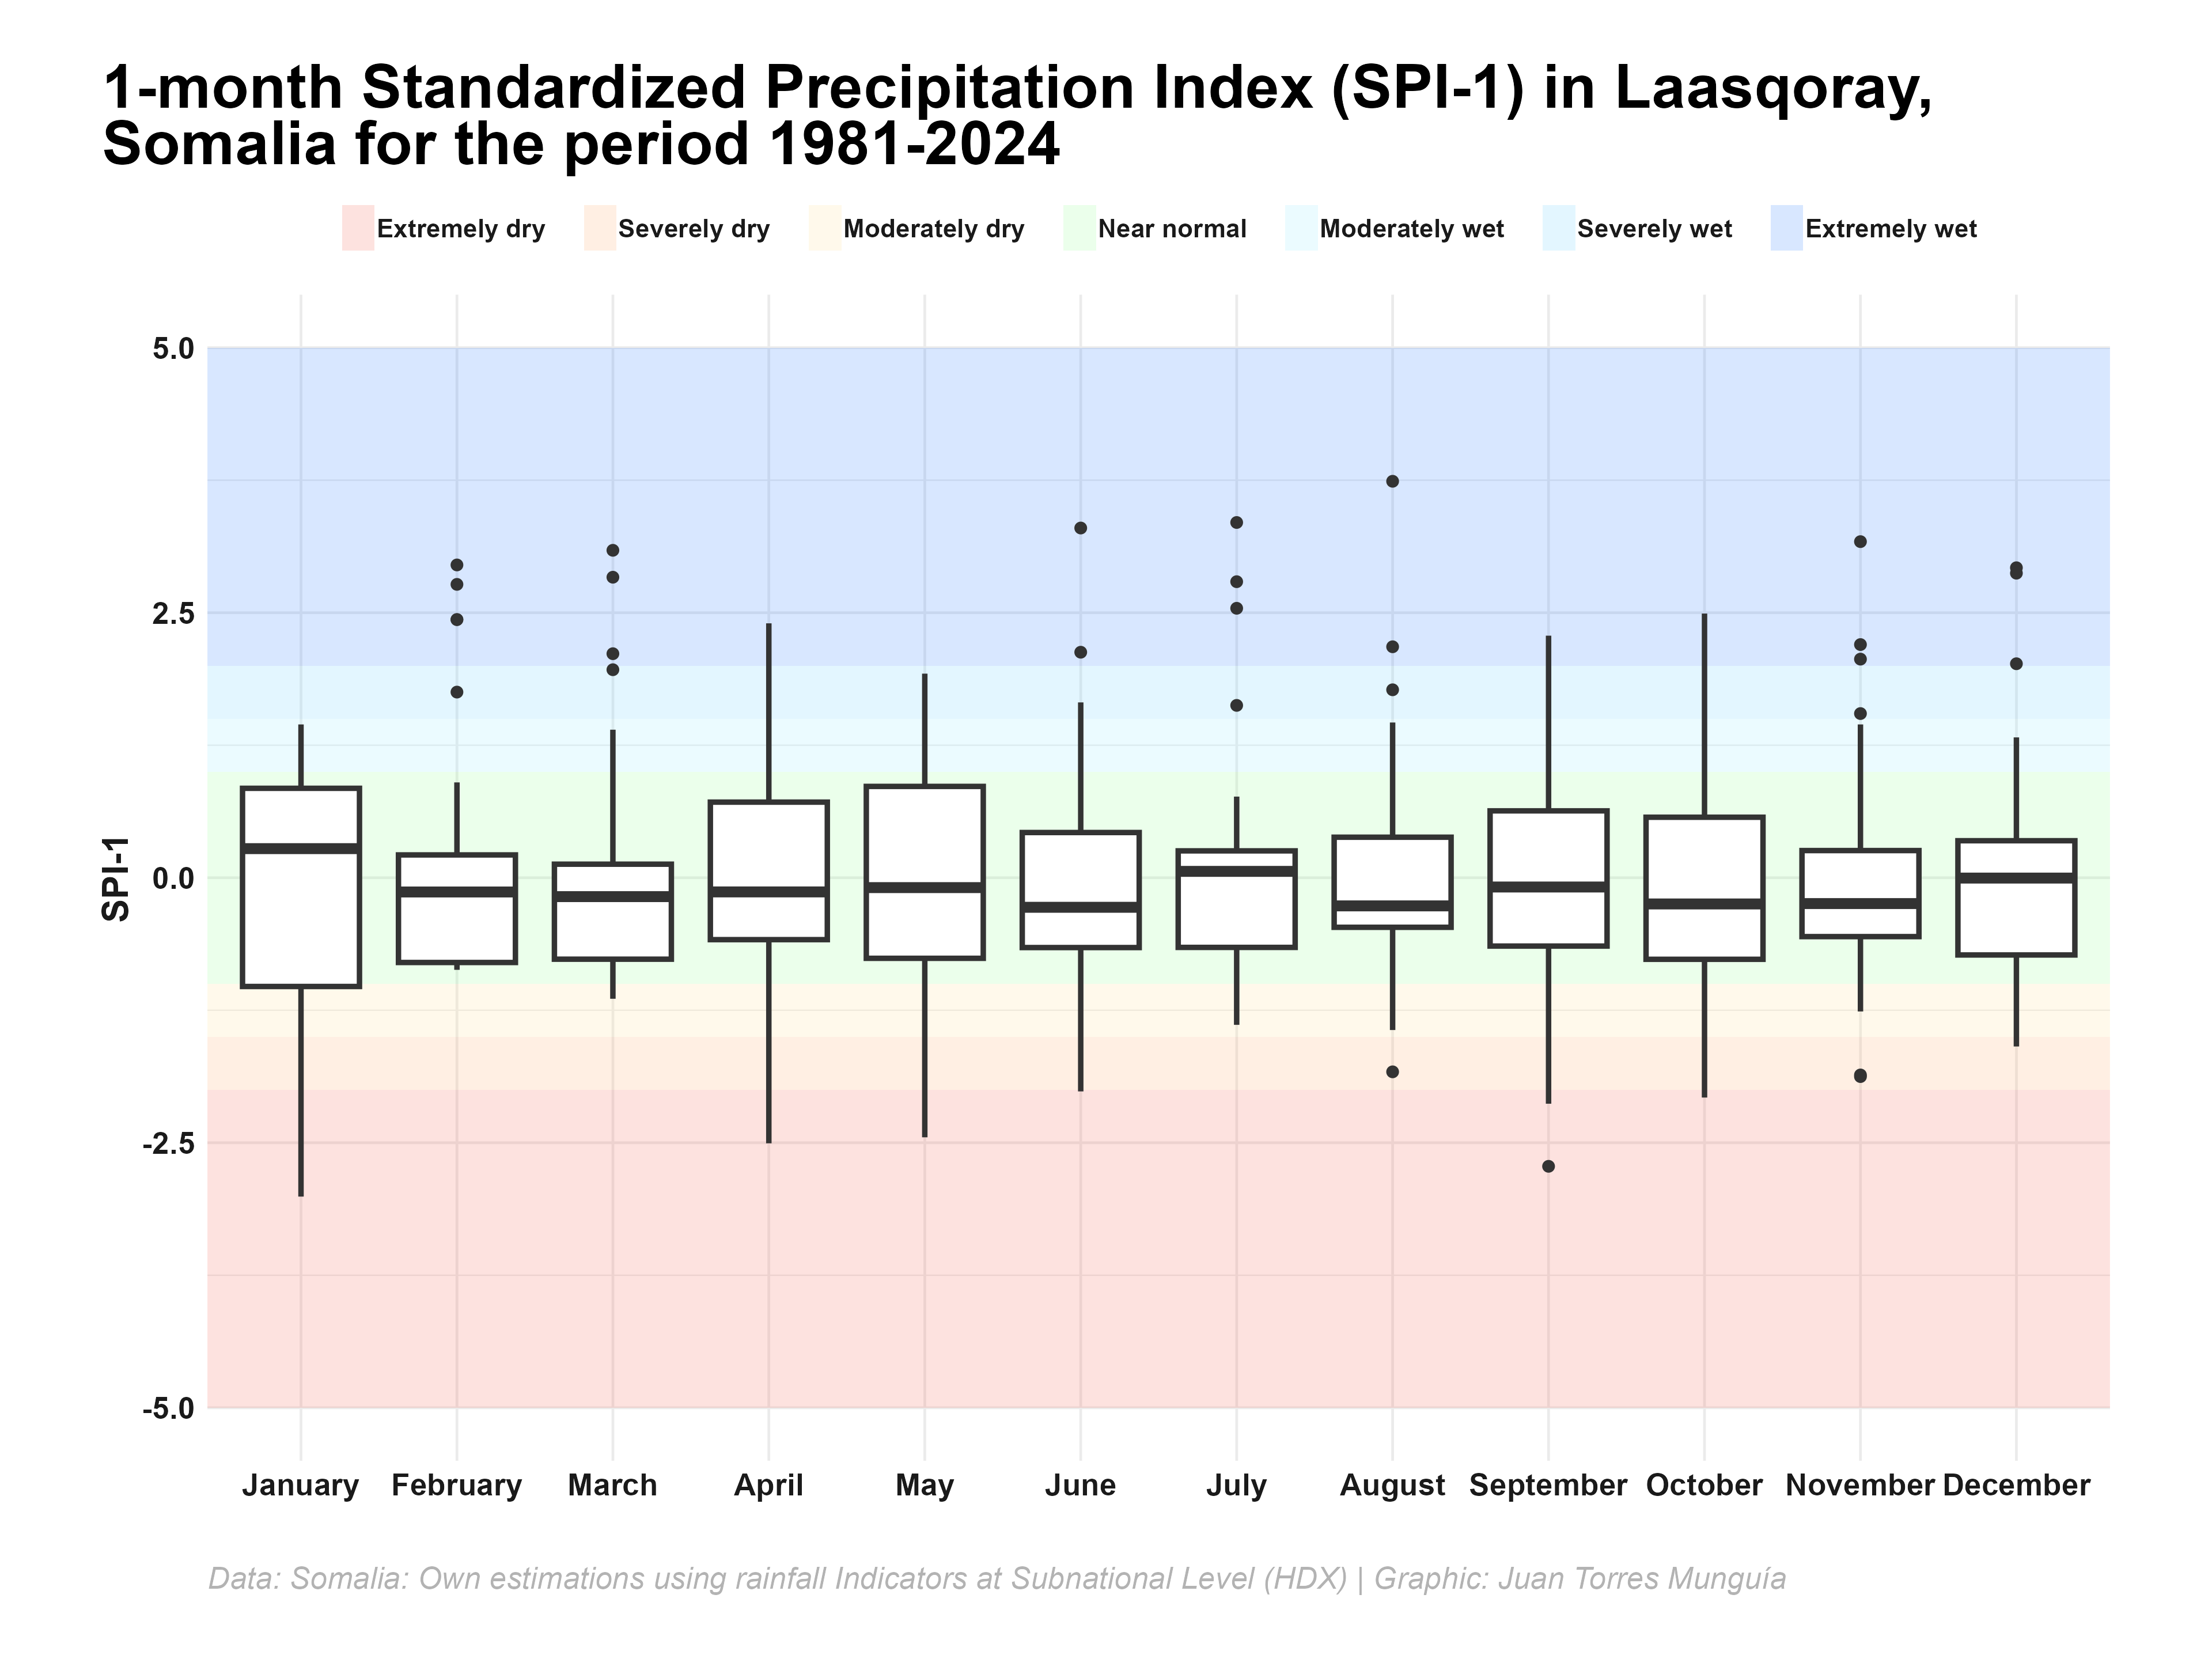 1-month Standardized Precipitation Index (SPI-1) in Laasqoray,
Somalia for the period 1981-2024
Extremely dry Severely dry Moderately dry Near normal Moderately wet Severely wet Extremely wet
5.0
2.5
0.0
-2.5
-5.0
SPI-1
January February March April May June July August September October November December
Data: Somalia: Own estimations using rainfall Indicators at Subnational Level (HDX) | Graphic: Juan Torres Munguía